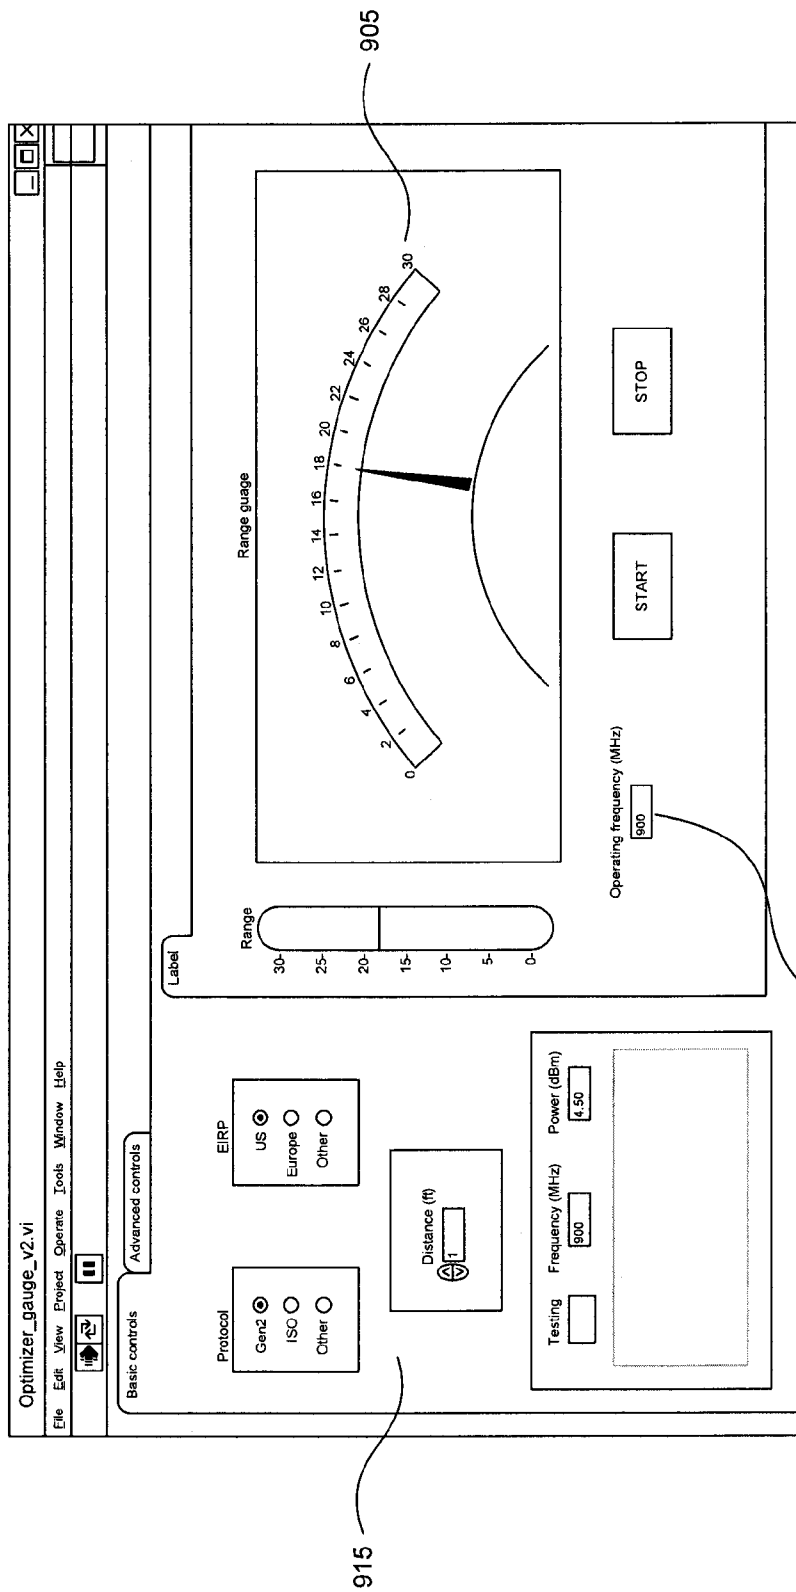 Optimizer_gauge_v2.vi
File Edit View Project Operate Tools Window Help
Basic controls
Advanced controls
Protocol
Gen2
ISO
Other
EIRP
US
Europe
Other
Distance (ft)
1
Testing
Frequency (MHz)
900
Power (dBm)
4.50
Label
Range
30-
25-
20-
15-
10-
5-
0-
Range guage
0 2 4 6 8 10 12 14 16 18 20 22 24 26 28 30
Operating frequency (MHz)
900
START
STOP
905
915